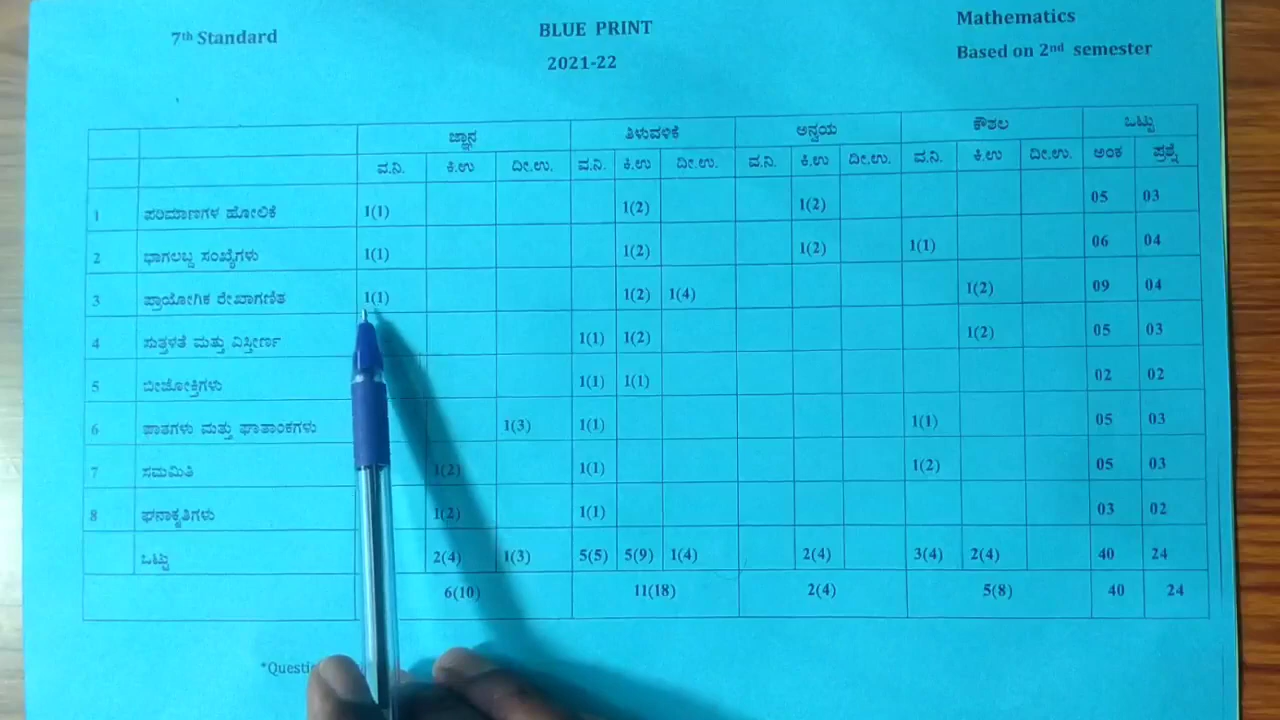 7th Standard BLUE PRINT Mathematics
2021-22 Based on 2nd semester
ಜ್ಞಾನ ತಿಳುವಳಿಕೆ ಅನ್ವಯ ಕೌಶಲ ಒಟ್ಟು
ವ.ನಿ. ಕಿ.ಉ ದೀ.ಉ. ವ.ನಿ. ಕಿ.ಉ ದೀ.ಉ. ವ.ನಿ. ಕಿ.ಉ ದೀ.ಉ. ವ.ನಿ. ಕಿ.ಉ ದೀ.ಉ. ಅಂಕ ಪ್ರಶ್ನೆ
1 ಪರಿಮಾಣಗಳ ಹೋಲಿಕೆ 1(1) 1(2) 1(2) 05 03
2 ಭಾಗಲಬ್ದ ಸಂಖ್ಯೆಗಳು 1(1) 1(2) 1(2) 1(1) 06 04
3 ಪ್ರಾಯೋಗಿಕ ರೇಖಾಗಣಿತ 1(1) 1(2) 1(4) 1(2) 09 04
4 ಸುತ್ತಳತೆ ಮತ್ತು ವಿಸ್ತೀರ್ಣ 1(1) 1(2) 1(2) 05 03
5 ಬೀಜೋಕ್ತಿಗಳು 1(1) 1(1) 02 02
6 ಘಾತಗಳು ಮತ್ತು ಘಾತಾಂಕಗಳು 1(3) 1(1) 1(1) 05 03
7 ಸಮಮಿತಿ 1(2) 1(1) 1(2) 05 03
8 ಘನಾಕೃತಿಗಳು 1(2) 1(1) 03 02
ಒಟ್ಟು 2(4) 1(3) 5(5) 5(9) 1(4) 2(4) 3(4) 2(4) 40 24
6(10) 11(18) 2(4) 5(8) 40 24